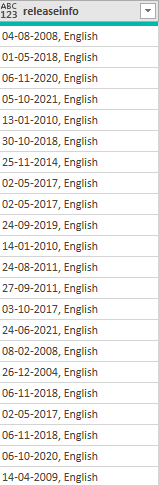 ABC
123 releaseinfo
04-08-2008, English
01-05-2018, English
06-11-2020, English
05-10-2021, English
13-01-2010, English
30-10-2018, English
25-11-2014, English
02-05-2017, English
02-05-2017, English
24-09-2019, English
14-01-2010, English
24-08-2011, English
27-09-2011, English
03-10-2017, English
24-06-2021, English
08-02-2008, English
26-12-2004, English
06-11-2018, English
02-05-2017, English
06-11-2018, English
06-10-2020, English
14-04-2009, English